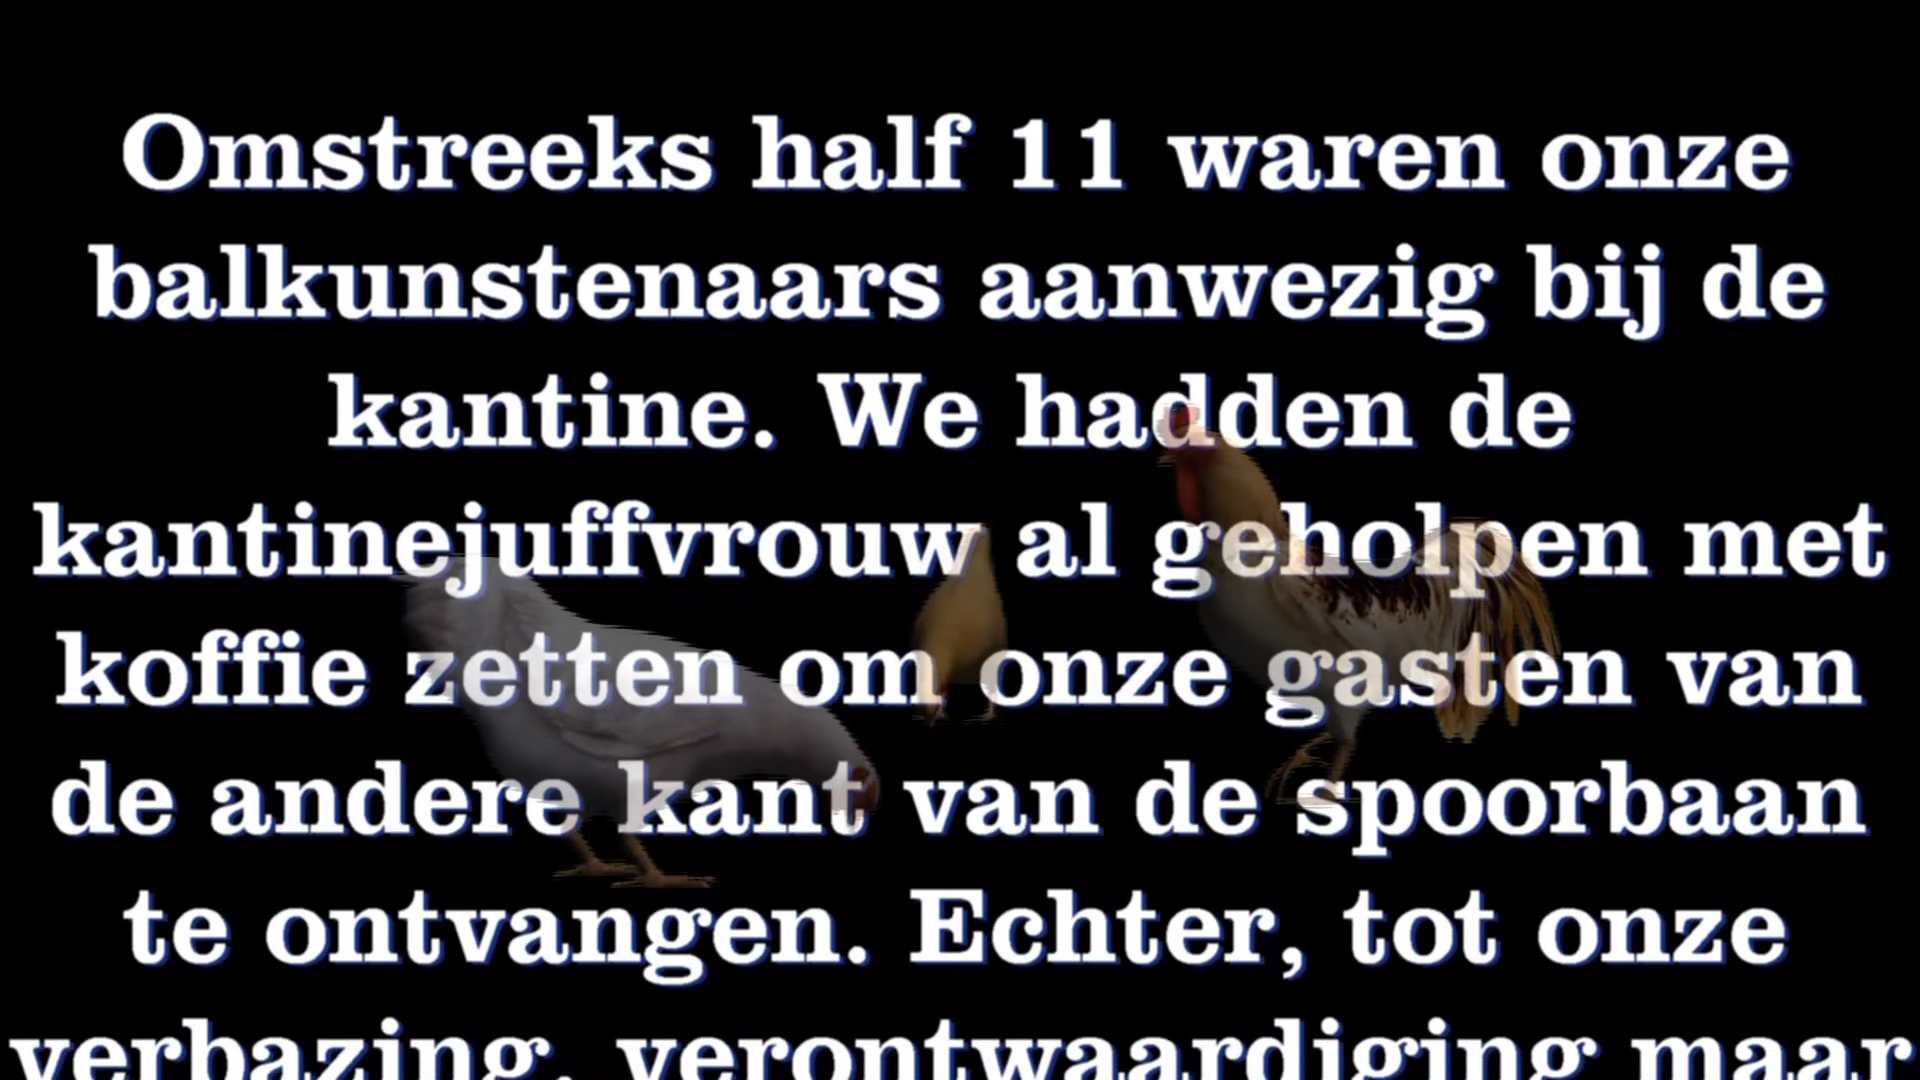 Omstreeks half 11 waren onze
balkunstenaars aanwezig bij de
kantine. We hadden de
kantinejuffvrouw al geholpen met
koffie zetten om onze gasten van
de andere kant van de spoorbaan
te ontvangen. Echter, tot onze
verbazing, verontwaardiging maar